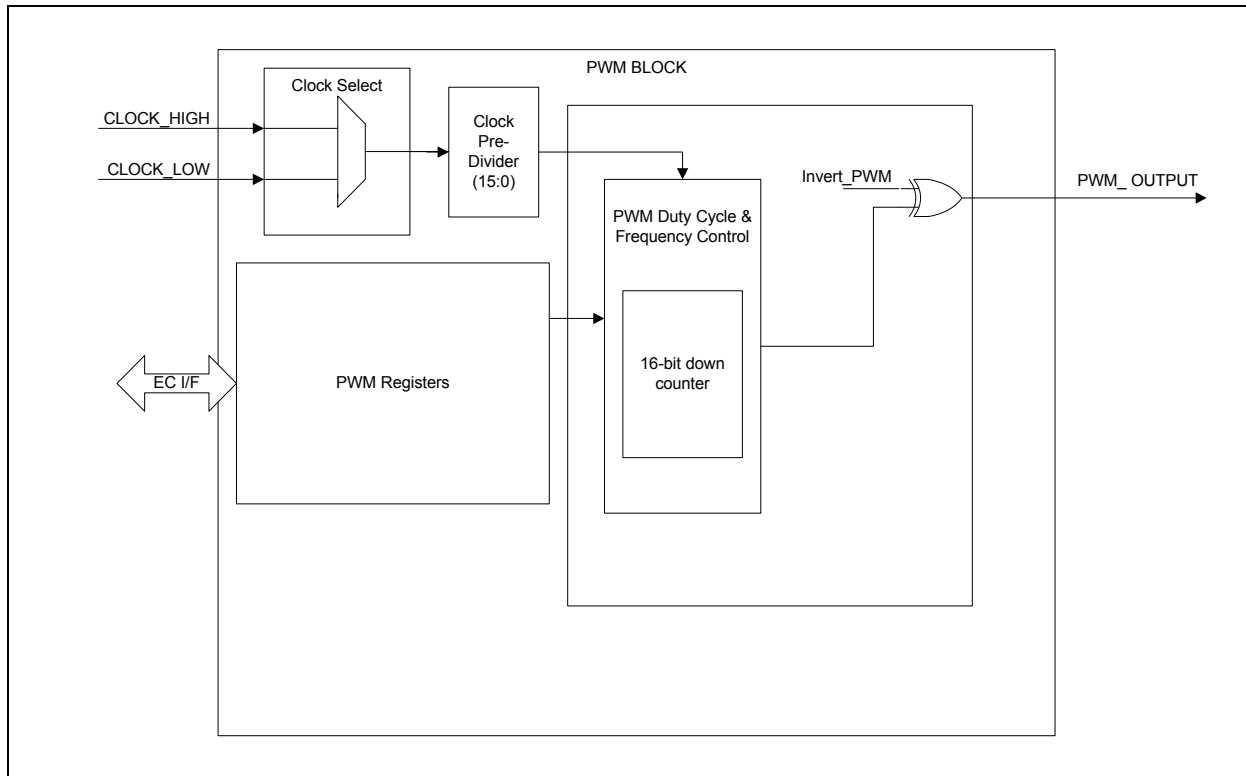 PWM BLOCK
Clock Select
CLOCK_HIGH
CLOCK_LOW
Clock
Pre-
Divider
(15:0)
Invert_PWM
PWM_ OUTPUT
PWM Duty Cycle &
Frequency Control
16-bit down
counter
EC I/F
PWM Registers